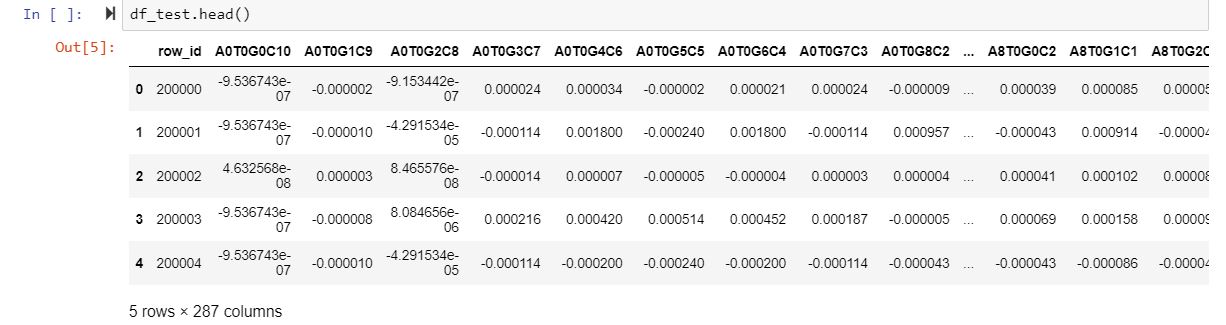 In [ ]: df_test.head()
Out[5]:
row_id A0T0G0C10 A0T0G1C9 A0T0G2C8 A0T0G3C7 A0T0G4C6 A0T0G5C5 A0T0G6C4 A0T0G7C3 A0T0G8C2 ... A8T0G0C2 A8T0G1C1 A8T0G2C
0 200000 -9.536743e-07 -0.000002 -9.153442e-07 0.000024 0.000034 -0.000002 0.000021 0.000024 -0.000009 ... 0.000039 0.000085 0.00005
1 200001 -9.536743e-07 -0.000010 -4.291534e-05 -0.000114 0.001800 -0.000240 0.001800 -0.000114 0.000957 ... -0.000043 0.000914 -0.00004
2 200002 4.632568e-08 0.000003 8.465576e-08 -0.000014 0.000007 -0.000005 -0.000004 0.000003 0.000004 ... 0.000041 0.000102 0.00008
3 200003 -9.536743e-07 -0.000008 8.084656e-06 0.000216 0.000420 0.000514 0.000452 0.000187 -0.000005 ... 0.000069 0.000158 0.00009
4 200004 -9.536743e-07 -0.000010 -4.291534e-05 -0.000114 -0.000200 -0.000240 -0.000200 -0.000114 -0.000043 ... -0.000043 -0.000086 -0.00004
5 rows × 287 columns